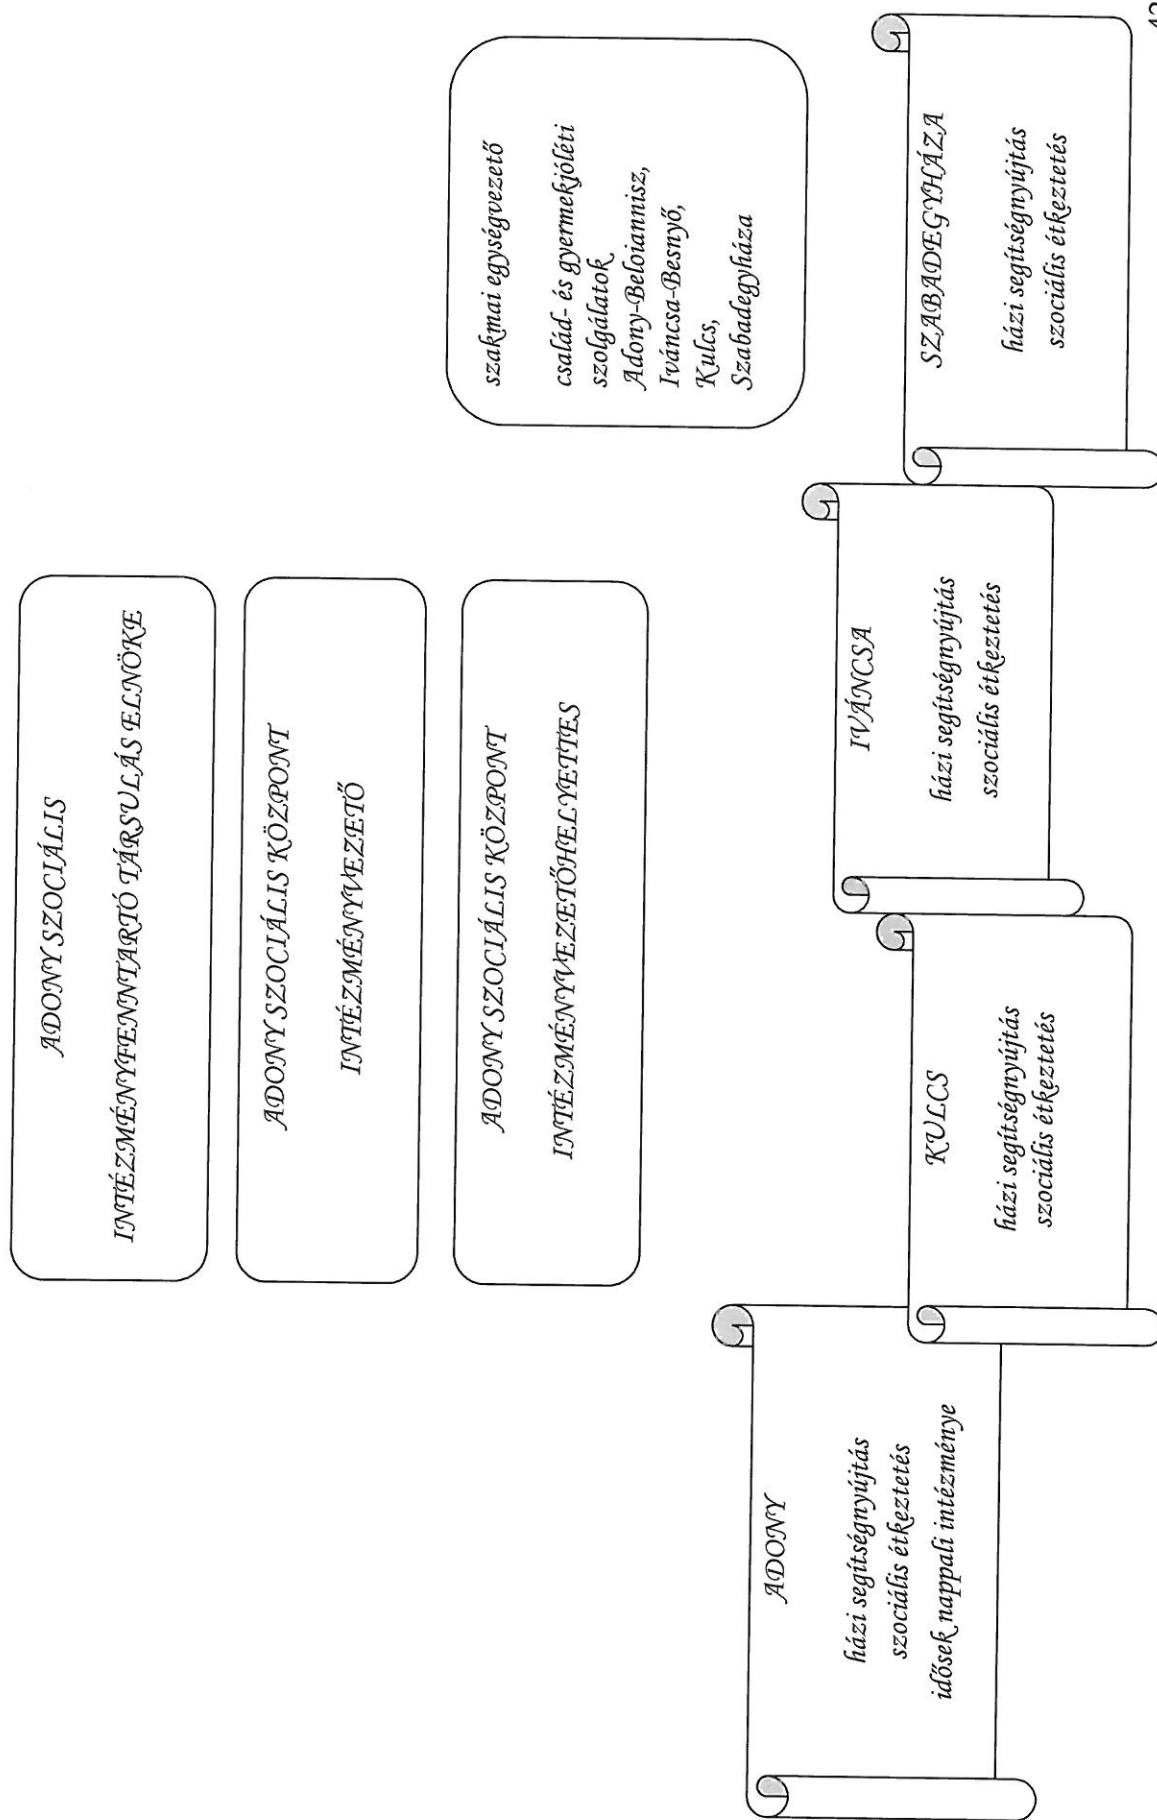 ADONY SZOCIÁLIS
INTÉZMÉNYFENNTARTÓ TÁRSULÁS ELNÖKE
ADONY SZOCIÁLIS KÖZPONT
INTÉZMÉNYVEZETŐ
ADONY SZOCIÁLIS KÖZPONT
INTÉZMÉNYVEZETŐHELYETTES
szakmai egységvezető
család- és gyermekjóléti
szolgálatok
Adony-Beloiannisz,
Iváncsa-Besnyő,
Kulcs,
Szabadegyháza
ADONY
házi segítségnyújtás
szociális étkeztetés
idősek nappali intézménye
KULCS
házi segítségnyújtás
szociális étkeztetés
IVÁNCSA
házi segítségnyújtás
szociális étkeztetés
SZABADEGYHÁZA
házi segítségnyújtás
szociális étkeztetés